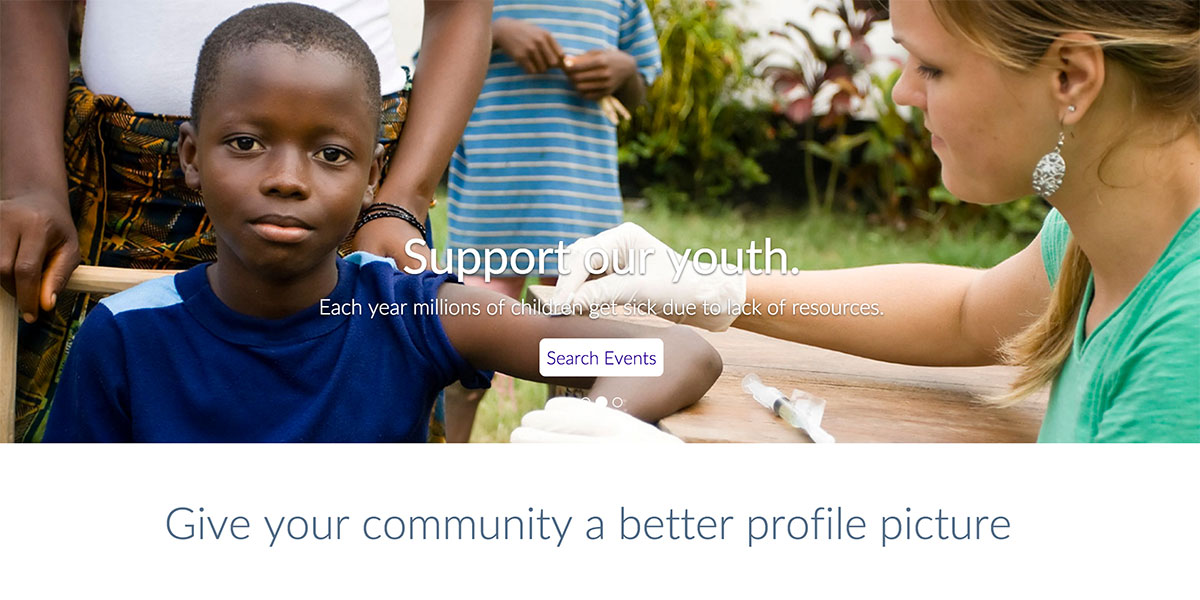 Support our youth.
Each year millions of children get sick due to lack of resources.
Search Events
Give your community a better profile picture